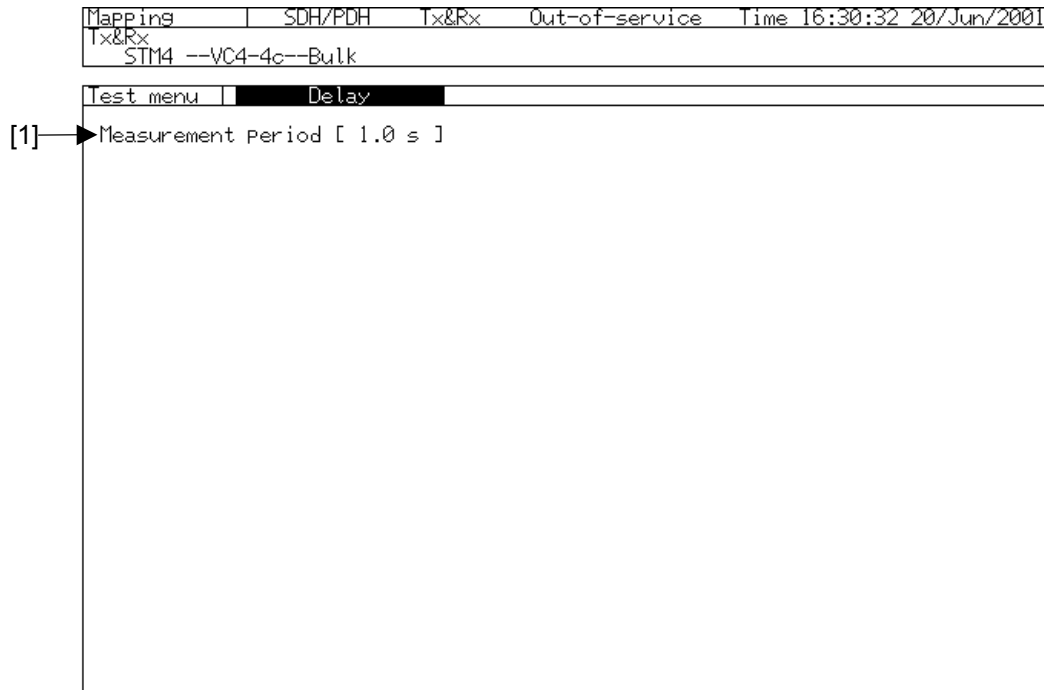 Mapping SDH/PDH Tx&Rx Out-of-service Time 16:30:32 20/Jun/2001
Tx&Rx
STM4 --VC4-4c--Bulk
Test menu Delay
[1] Measurement period [ 1.0 s ]